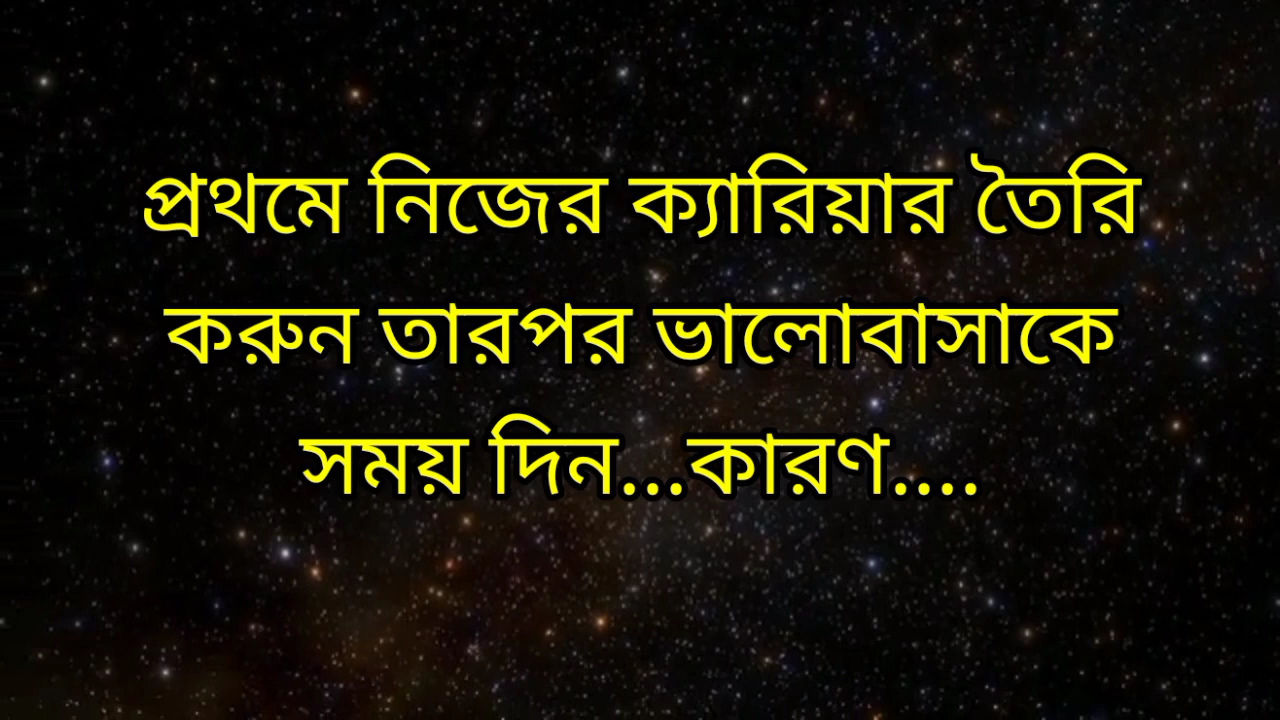 প্রথমে নিজের ক্যারিয়ার তৈরি
করুন তারপর ভালোবাসাকে
সময় দিন...কারণ....